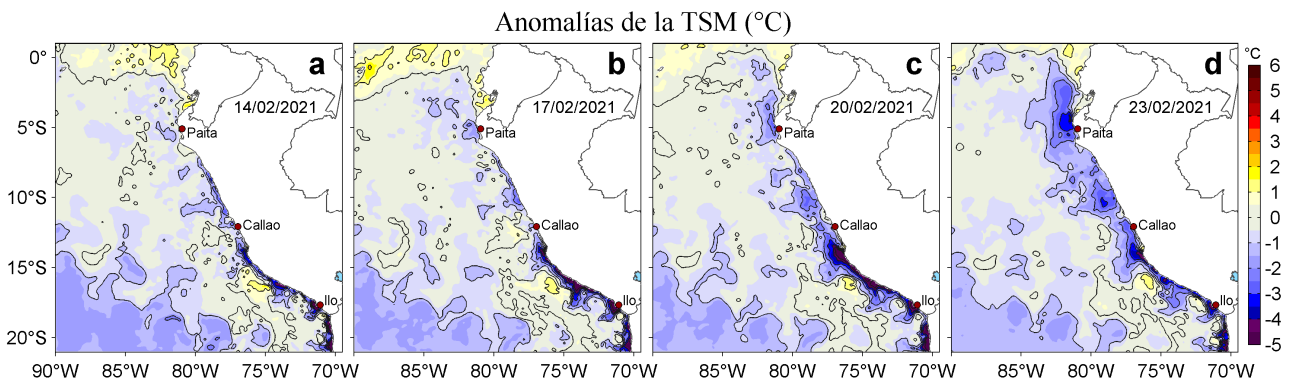 Anomalías de la TSM (°C)
a
14/02/2021
Paita
Callao
Ilo
b
17/02/2021
Paita
Callao
Ilo
c
20/02/2021
Paita
Callao
Ilo
d
23/02/2021
Paita
Callao
Ilo
0°
5°S
10°S
15°S
20°S
90°W 85°W 80°W 75°W 70°W
85°W 80°W 75°W 70°W
85°W 80°W 75°W 70°W
85°W 80°W 75°W 70°W
°C
6
5
4
3
2
1
0
-1
-2
-3
-4
-5